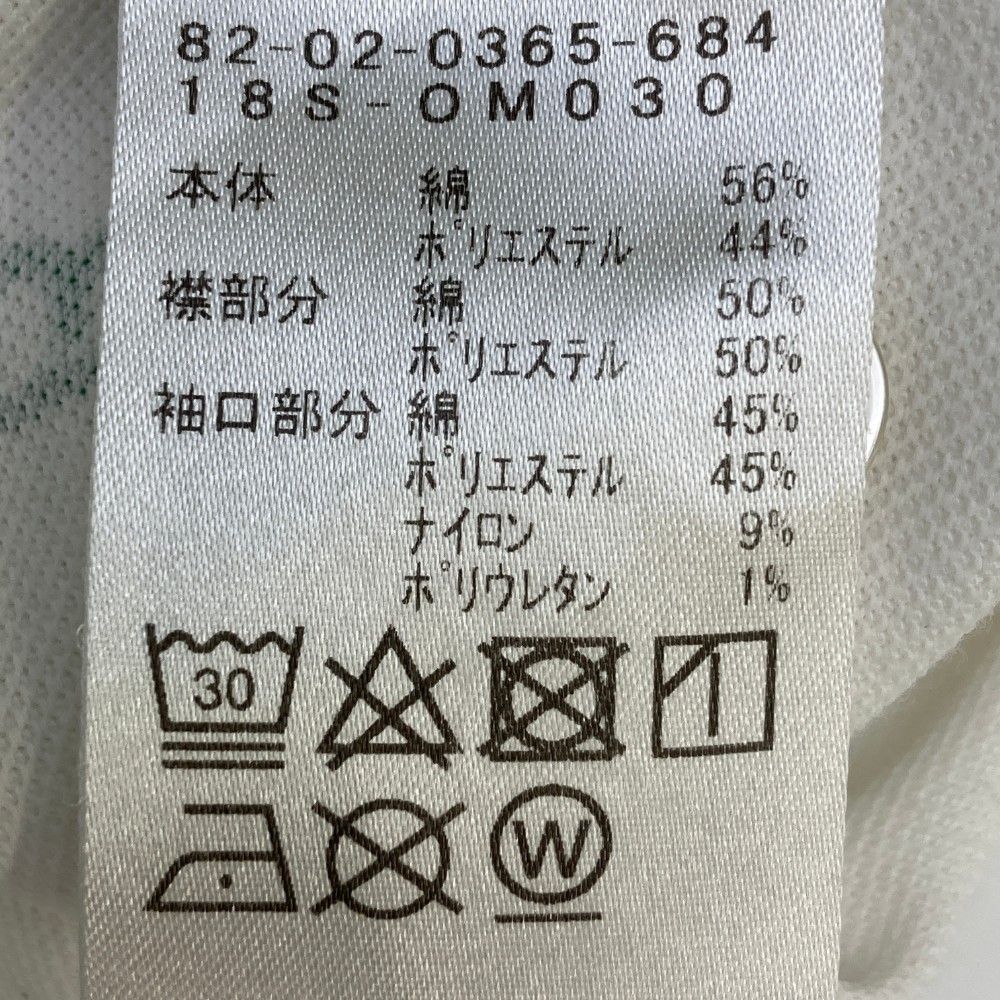 82-02-0365-684
18S-OM030
本体 綿 56%
ポリエステル 44%
襟部分 綿 50%
ポリエステル 50%
袖口部分 綿 45%
ポリエステル 45%
ナイロン 9%
ポリウレタン 1%
30
W